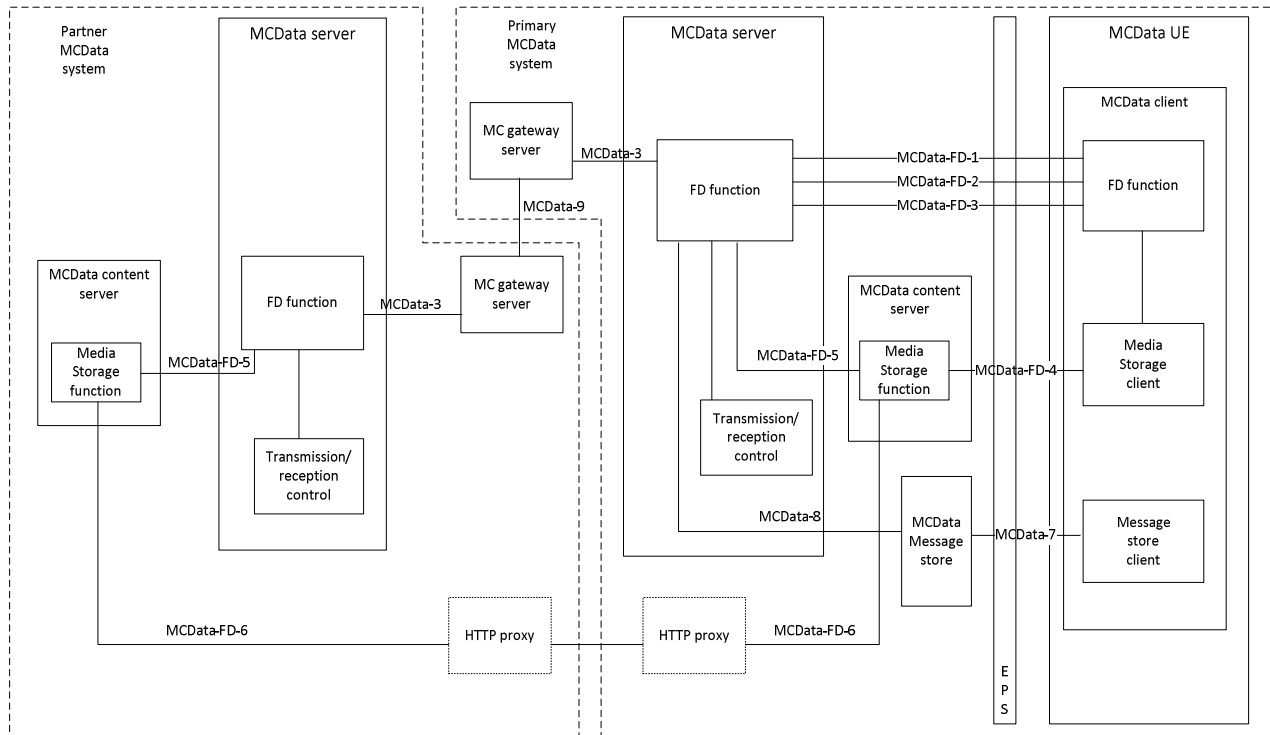 Partner
MCData
system
MCData server
Primary
MCData
system
MCData server
MCData UE
MCData client
MC gateway
server
MCData-3
FD function
MCData-FD-1
MCData-FD-2
MCData-FD-3
FD function
MCData-9
MCData content
server
FD function
MCData-3
MC gateway
server
MCData content
server
Media
Storage
function
MCData-FD-5
MCData-FD-5
Media
Storage
function
MCData-FD-4
Media
Storage
client
Transmission/
reception
control
Transmission/
reception
control
MCData-8
MCData
Message
store
MCData-7
Message
store
client
MCData-FD-6
HTTP proxy
HTTP proxy
MCData-FD-6
E
P
S